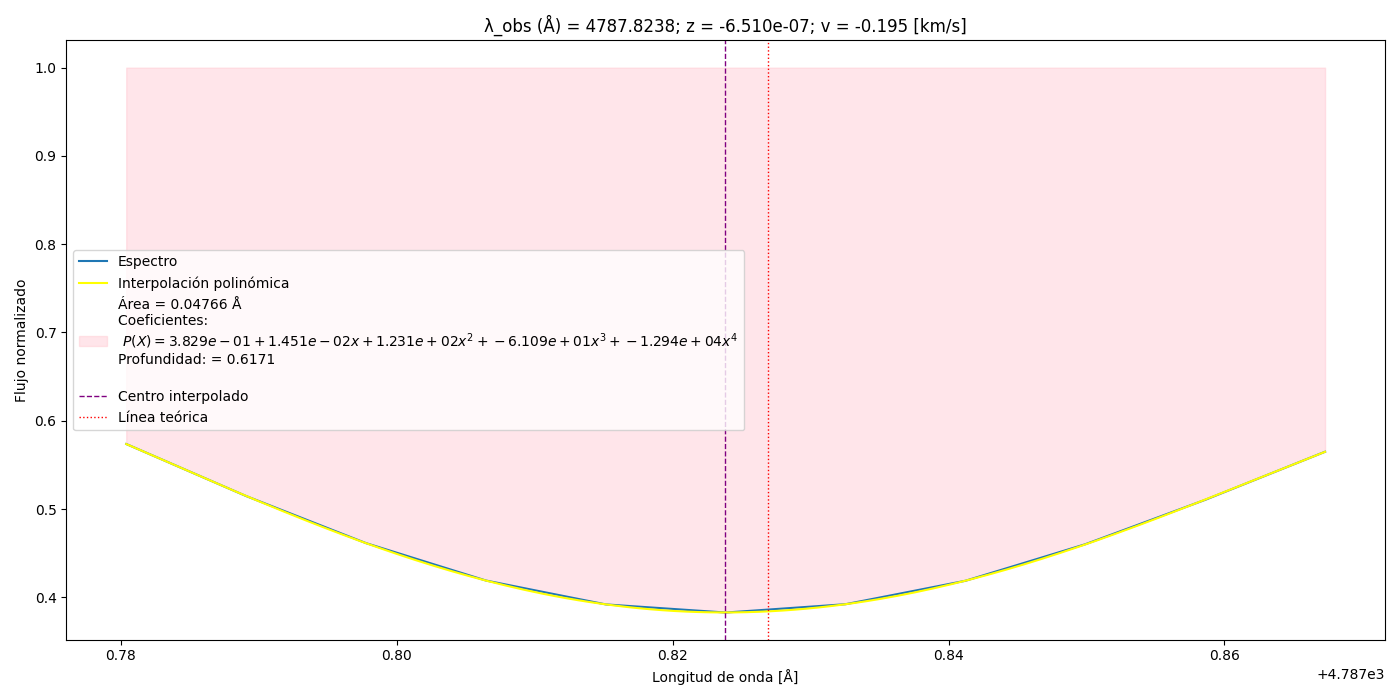 λ_obs (Å) = 4787.8238; z = -6.510e-07; v = -0.195 [km/s]
Flujo normalizado
1.0
0.9
0.8
0.7
0.6
0.5
0.4
Espectro
Interpolación polinómica
Área = 0.04766 Å
Coeficientes:
P(X) = 3.829e − 01 + 1.451e − 02x + 1.231e + 02x² + − 6.109e + 01x³ + − 1.294e + 04x⁴
Profundidad: = 0.6171
Centro interpolado
Línea teórica
0.78 0.80 0.82 0.84 0.86
+4.787e3
Longitud de onda [Å]